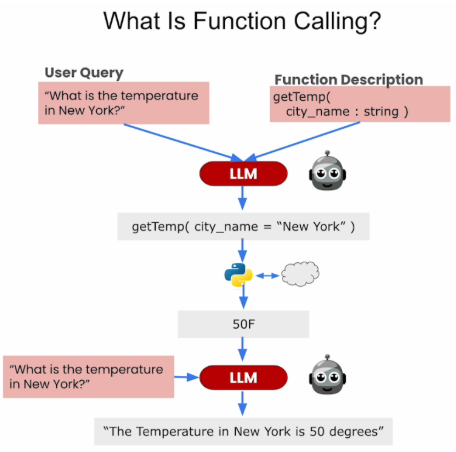 What Is Function Calling?
User Query
"What is the temperature
in New York?"
Function Description
getTemp(
city_name : string )
LLM
getTemp( city_name = "New York" )
50F
"What is the temperature
in New York?"
LLM
"The Temperature in New York is 50 degrees"